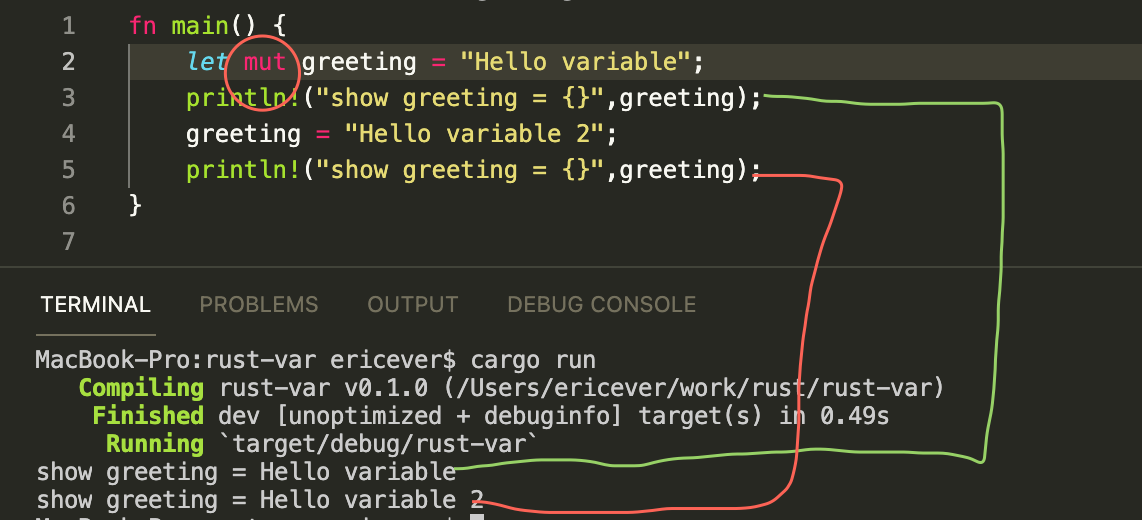 1 fn main() {
2 let mut greeting = "Hello variable";
3 println!("show greeting = {}",greeting);
4 greeting = "Hello variable 2";
5 println!("show greeting = {}",greeting);
6 }
7
TERMINAL PROBLEMS OUTPUT DEBUG CONSOLE
MacBook-Pro:rust-var ericever$ cargo run
Compiling rust-var v0.1.0 (/Users/ericever/work/rust/rust-var)
Finished dev [unoptimized + debuginfo] target(s) in 0.49s
Running `target/debug/rust-var`
show greeting = Hello variable
show greeting = Hello variable 2